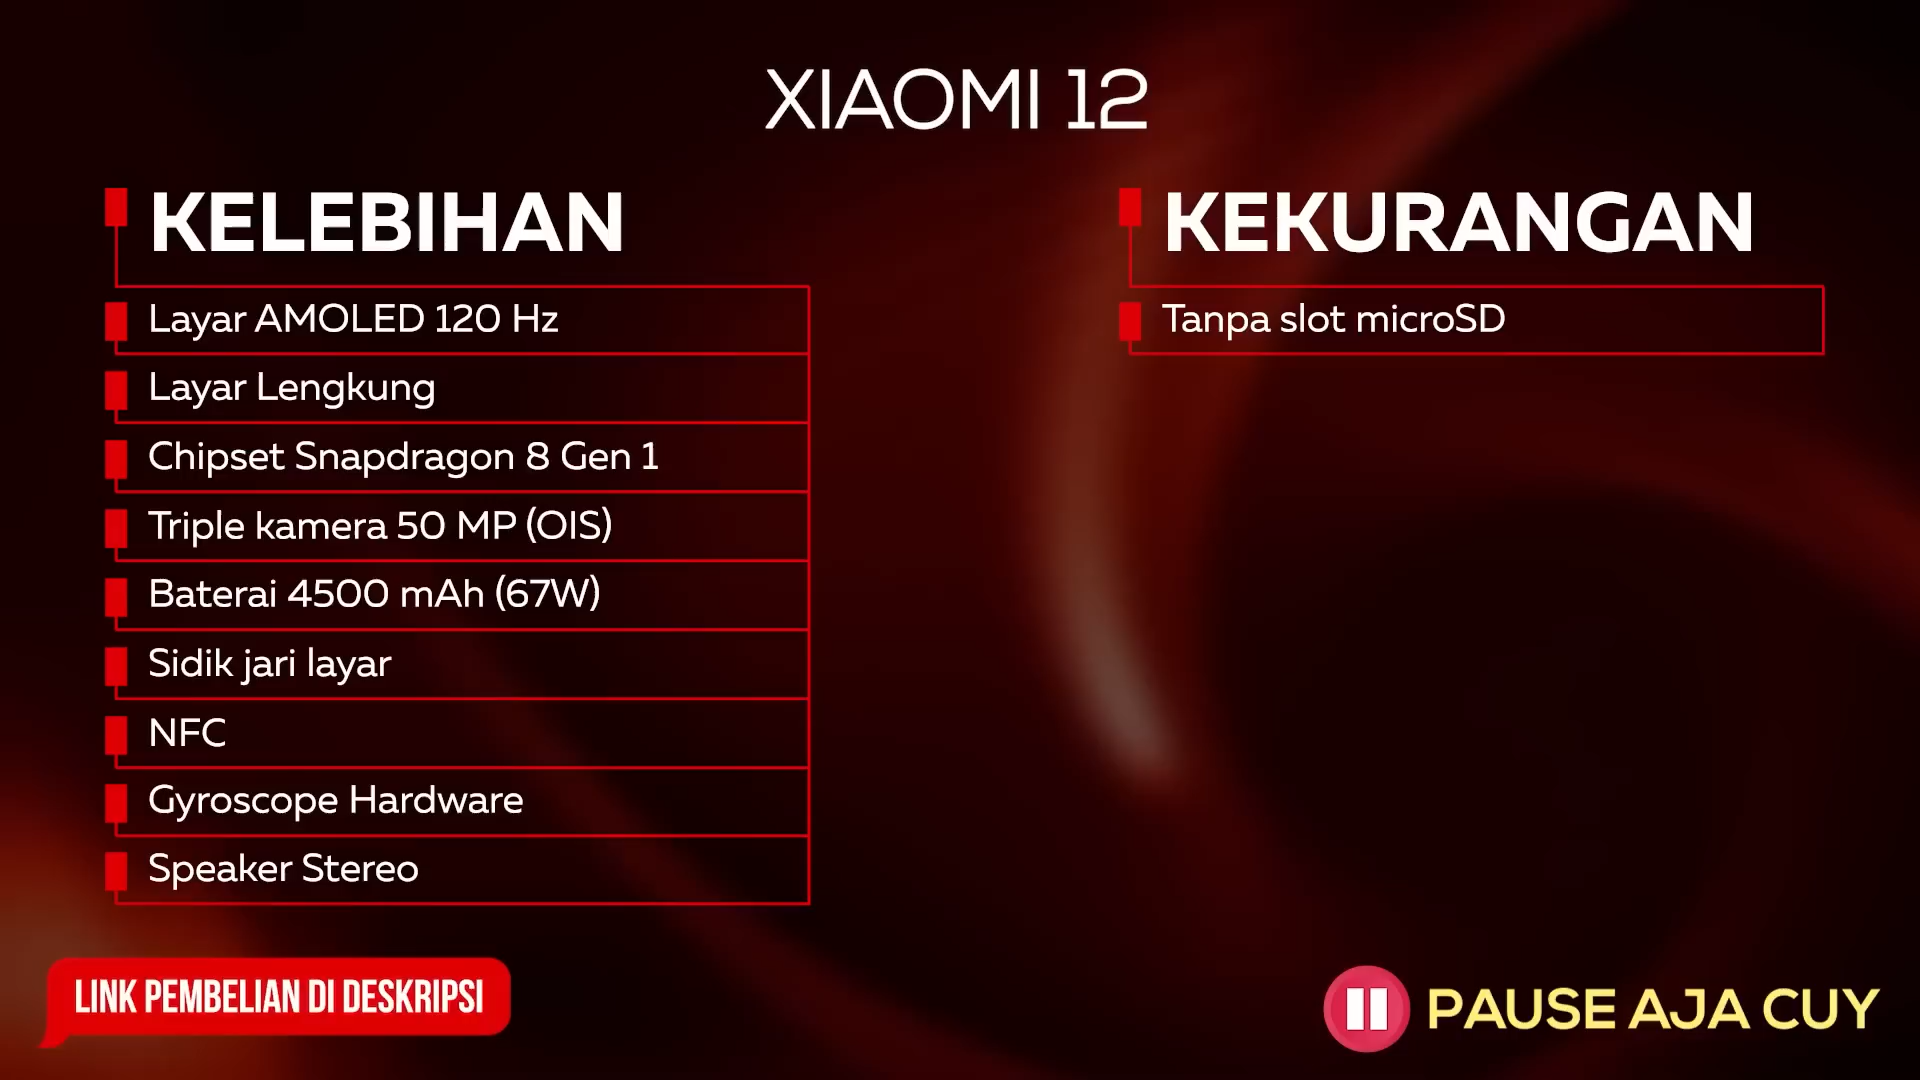 XIAOMI 12
KELEBIHAN
Layar AMOLED 120 Hz
Layar Lengkung
Chipset Snapdragon 8 Gen 1
Triple kamera 50 MP (OIS)
Baterai 4500 mAh (67W)
Sidik jari layar
NFC
Gyroscope Hardware
Speaker Stereo
KEKURANGAN
Tanpa slot microSD
LINK PEMBELIAN DI DESKRIPSI
PAUSE AJA CUY